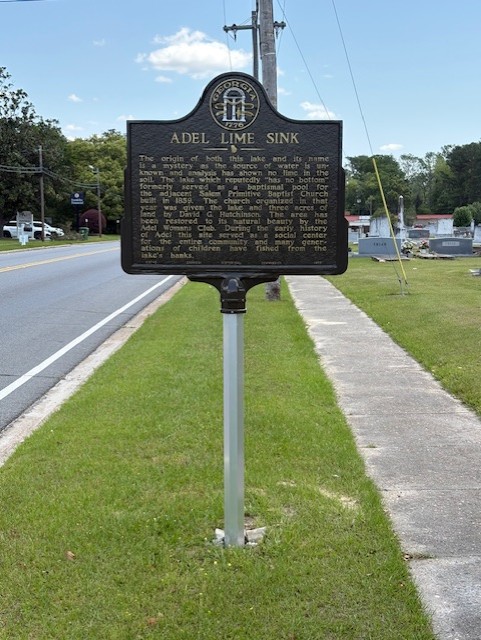 GEORGIA
1776
ADEL LIME SINK
The origin of both this lake and its name
is a mystery as the source of water is un-
known and analysis has shown no lime in the
soil. The lake which reputedly "has no bottom"
formerly served as a baptismal pool for
the adjacent Salem Primitive Baptist Church
built in 1859. The church organized in that
year was given the lake and three acres of
land by David G. Hutchinson. The area has
been restored to its natural beauty by the
Adel Womans Club. During the early history
of Adel this site served as a social center
for the entire community and many gener-
ations of children have fished from the
lake's banks.